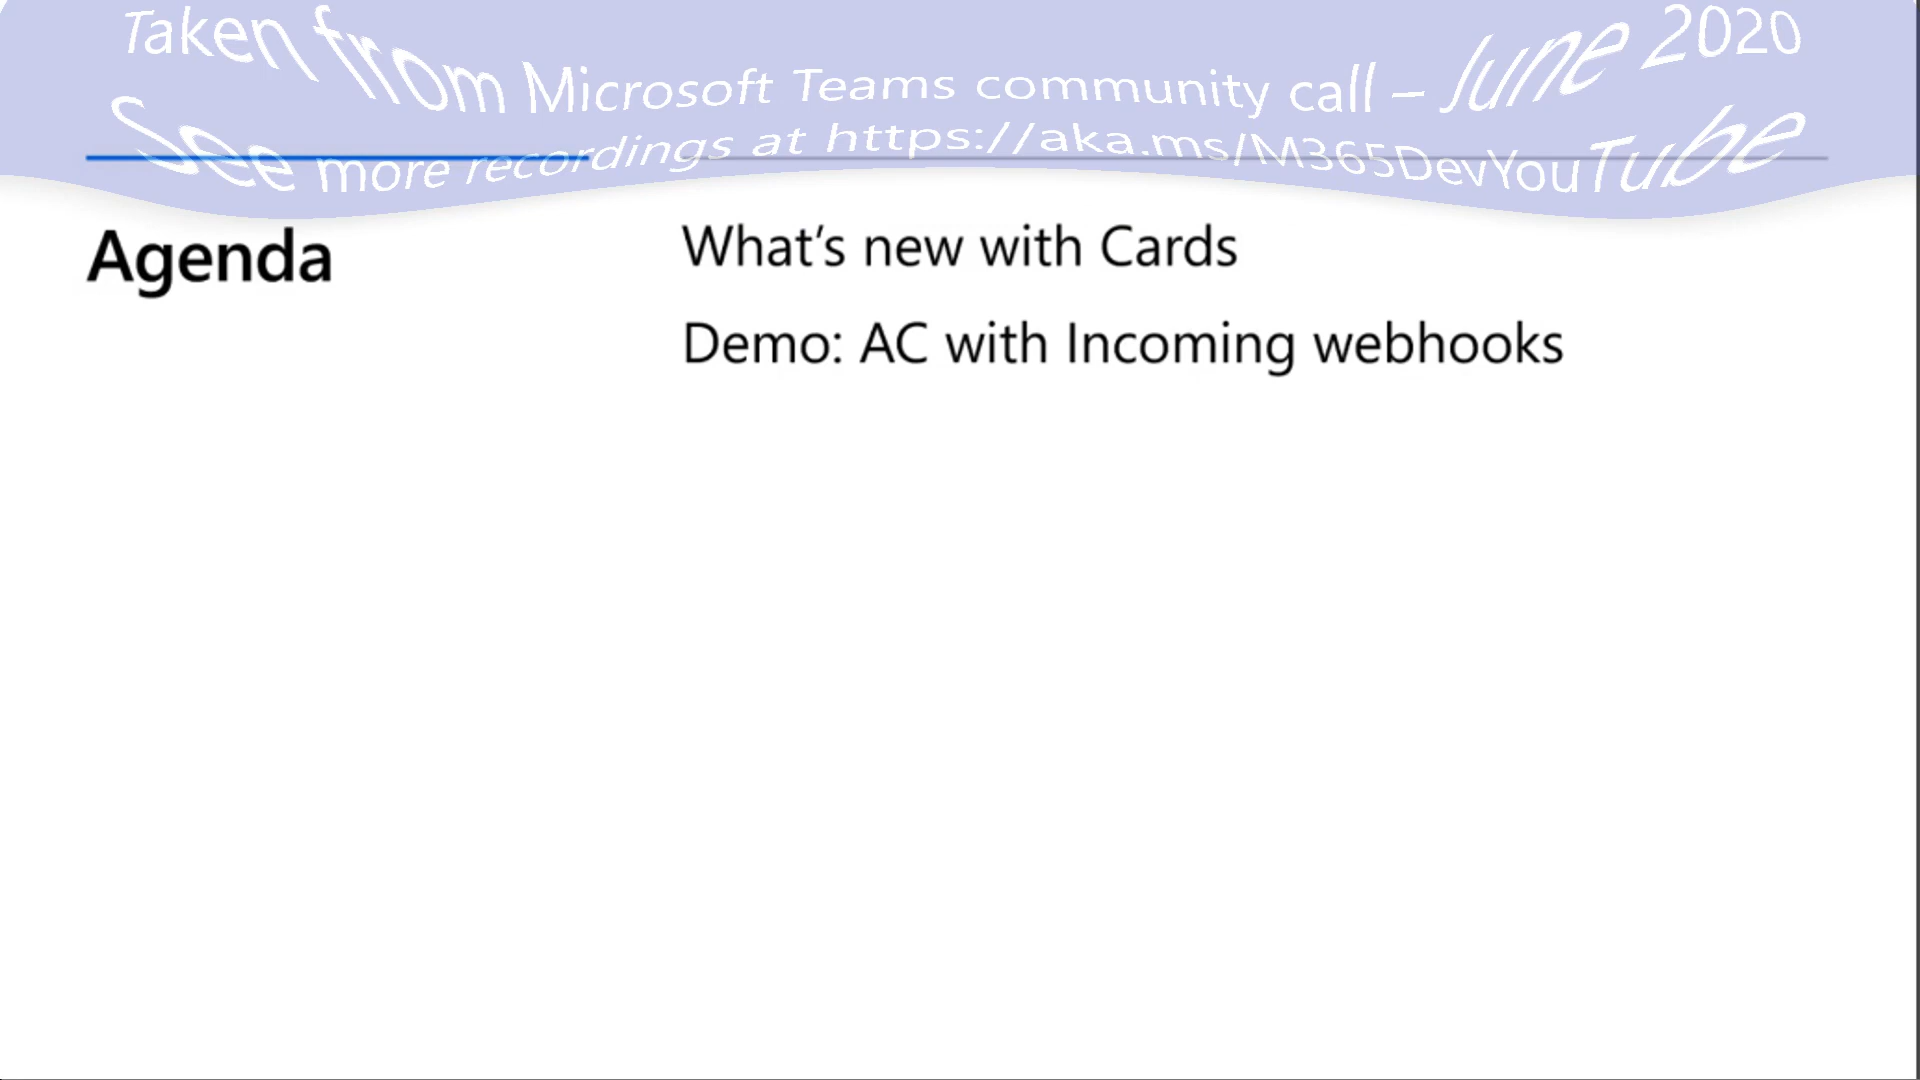 Taken from Microsoft Teams community call – June 2020
See more recordings at https://aka.ms/M365DevYouTube
Agenda
What‘s new with Cards
Demo: AC with Incoming webhooks